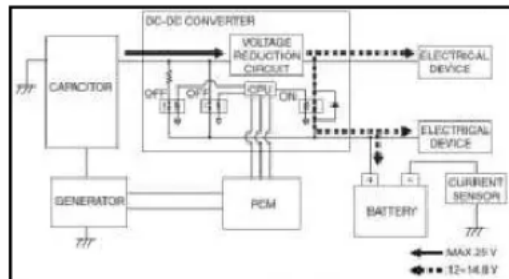 DC-DC CONVERTER
VOLTAGE
REDUCTION
CIRCUIT
ELECTRICAL
DEVICE
CAPACITOR
OFF
OFF
CPU
ON
ELECTRICAL
DEVICE
GENERATOR
PCM
BATTERY
CURRENT
SENSOR
MAX 25 V
12–14.8 V